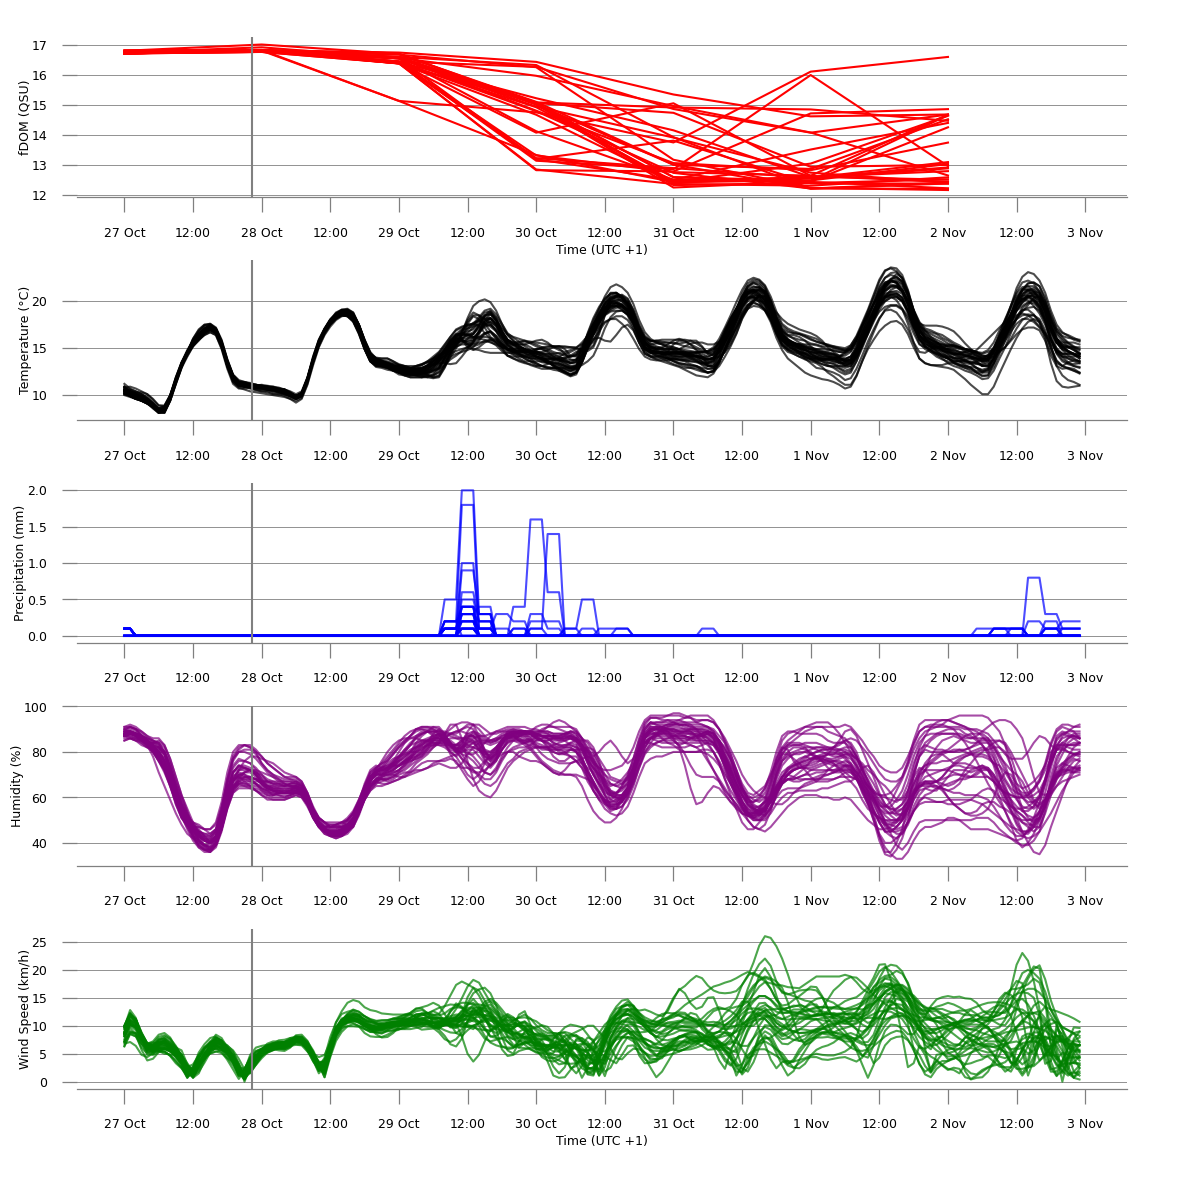 17
16
15
14
13
12
fDOM (QSU)
27 Oct 12:00 28 Oct 12:00 29 Oct 12:00 30 Oct 12:00 31 Oct 12:00 1 Nov 12:00 2 Nov 12:00 3 Nov
Time (UTC +1)
20
15
10
Temperature (°C)
27 Oct 12:00 28 Oct 12:00 29 Oct 12:00 30 Oct 12:00 31 Oct 12:00 1 Nov 12:00 2 Nov 12:00 3 Nov
2.0
1.5
1.0
0.5
0.0
Precipitation (mm)
27 Oct 12:00 28 Oct 12:00 29 Oct 12:00 30 Oct 12:00 31 Oct 12:00 1 Nov 12:00 2 Nov 12:00 3 Nov
100
80
60
40
Humidity (%)
27 Oct 12:00 28 Oct 12:00 29 Oct 12:00 30 Oct 12:00 31 Oct 12:00 1 Nov 12:00 2 Nov 12:00 3 Nov
25
20
15
10
5
0
Wind Speed (km/h)
27 Oct 12:00 28 Oct 12:00 29 Oct 12:00 30 Oct 12:00 31 Oct 12:00 1 Nov 12:00 2 Nov 12:00 3 Nov
Time (UTC +1)